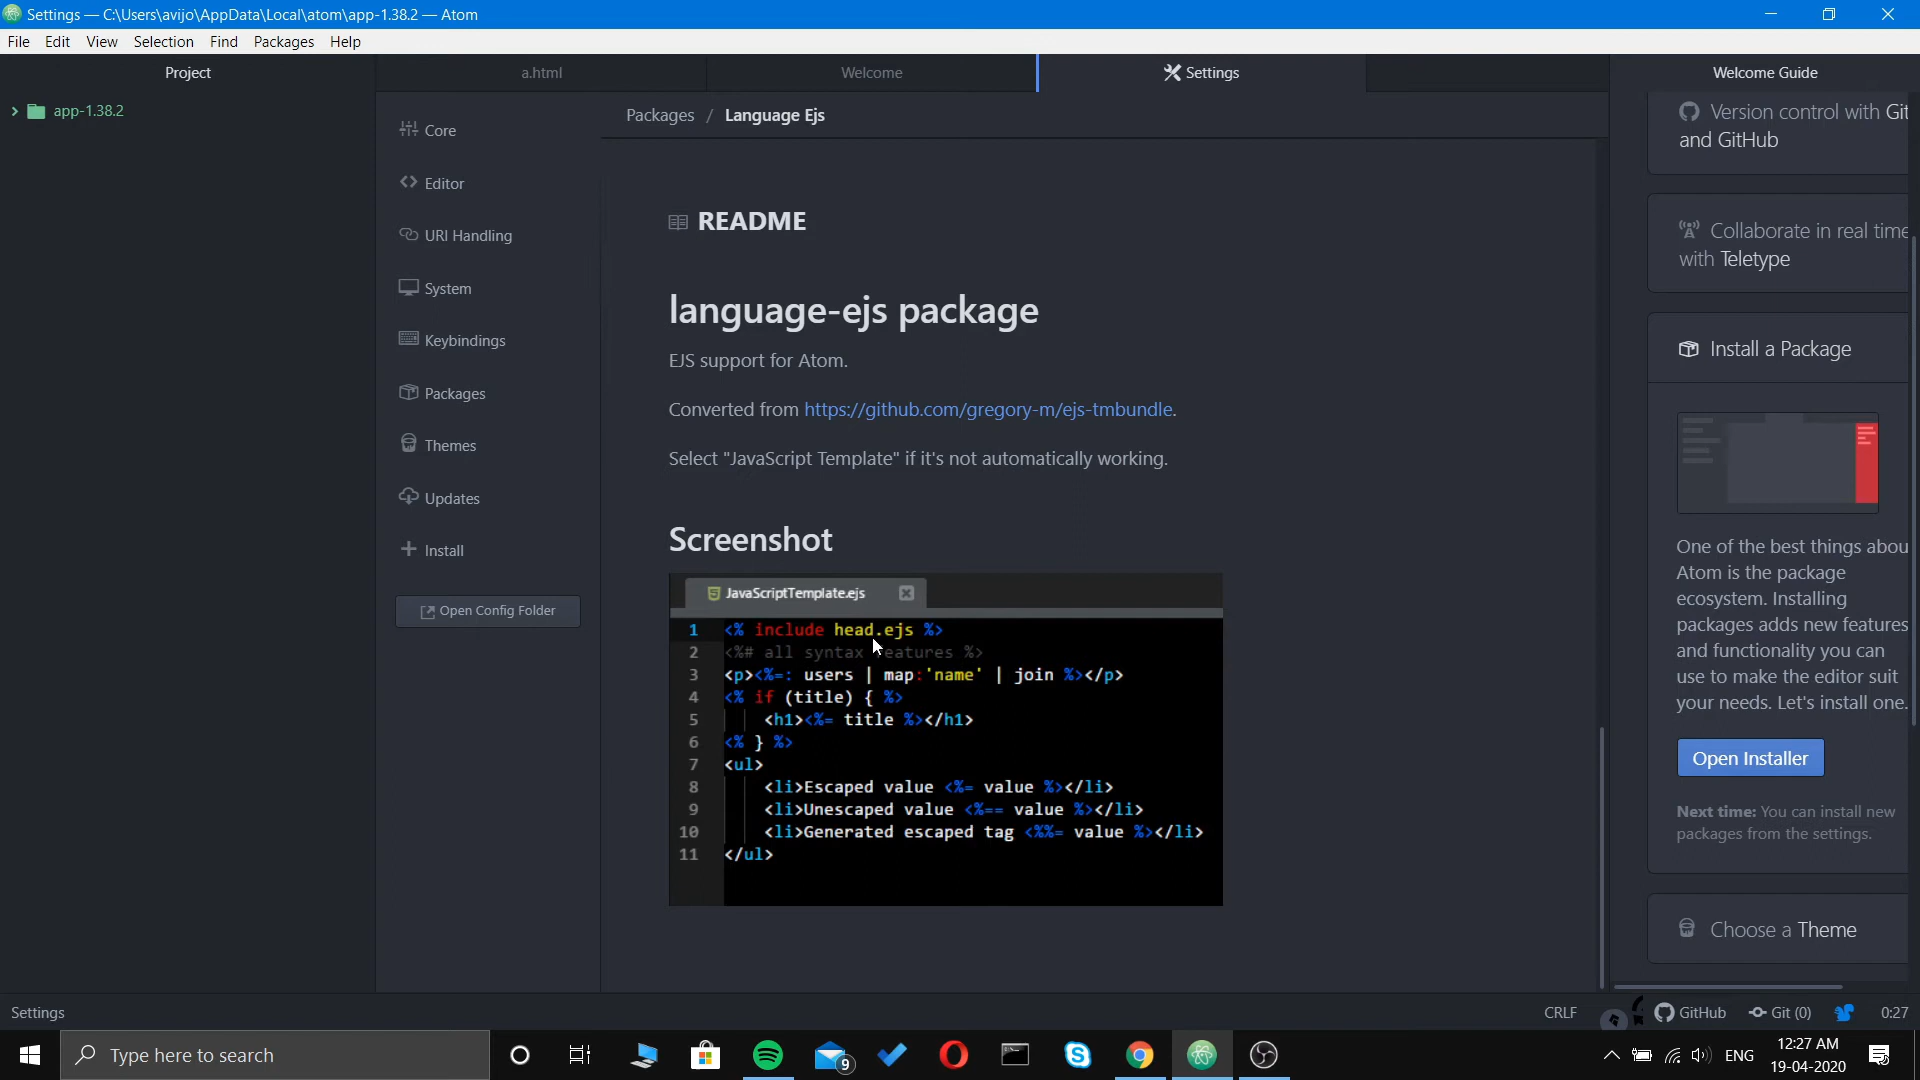 Settings — C:\Users\avijo\AppData\Local\atom\app-1.38.2 — Atom
File Edit View Selection Find Packages Help
Project
a.html
Welcome
Settings
Welcome Guide
app-1.38.2
Core
Editor
URI Handling
System
Keybindings
Packages
Themes
Updates
Install
Open Config Folder
Packages / Language Ejs
README
language-ejs package
EJS support for Atom.
Converted from https://github.com/gregory-m/ejs-tmbundle.
Select "JavaScript Template" if it's not automatically working.
Screenshot
JavaScriptTemplate.ejs
1 <% include head.ejs %>
2 <%# all syntax features %>
3 <p><%=: users | map:'name' | join %></p>
4 <% if (title) { %>
5 <h1><%= title %></h1>
6 <% } %>
7 <ul>
8 <li>Escaped value <%= value %></li>
9 <li>Unescaped value <%== value %></li>
10 <li>Generated escaped tag <%%= value %></li>
11 </ul>
Version control with Git
and GitHub
Collaborate in real time
with Teletype
Install a Package
One of the best things abou
Atom is the package
ecosystem. Installing
packages adds new features
and functionality you can
use to make the editor suit
your needs. Let's install one.
Open Installer
Next time: You can install new
packages from the settings.
Choose a Theme
Settings
CRLF
GitHub
Git (0)
0:27
Type here to search
9
ENG
12:27 AM
19-04-2020